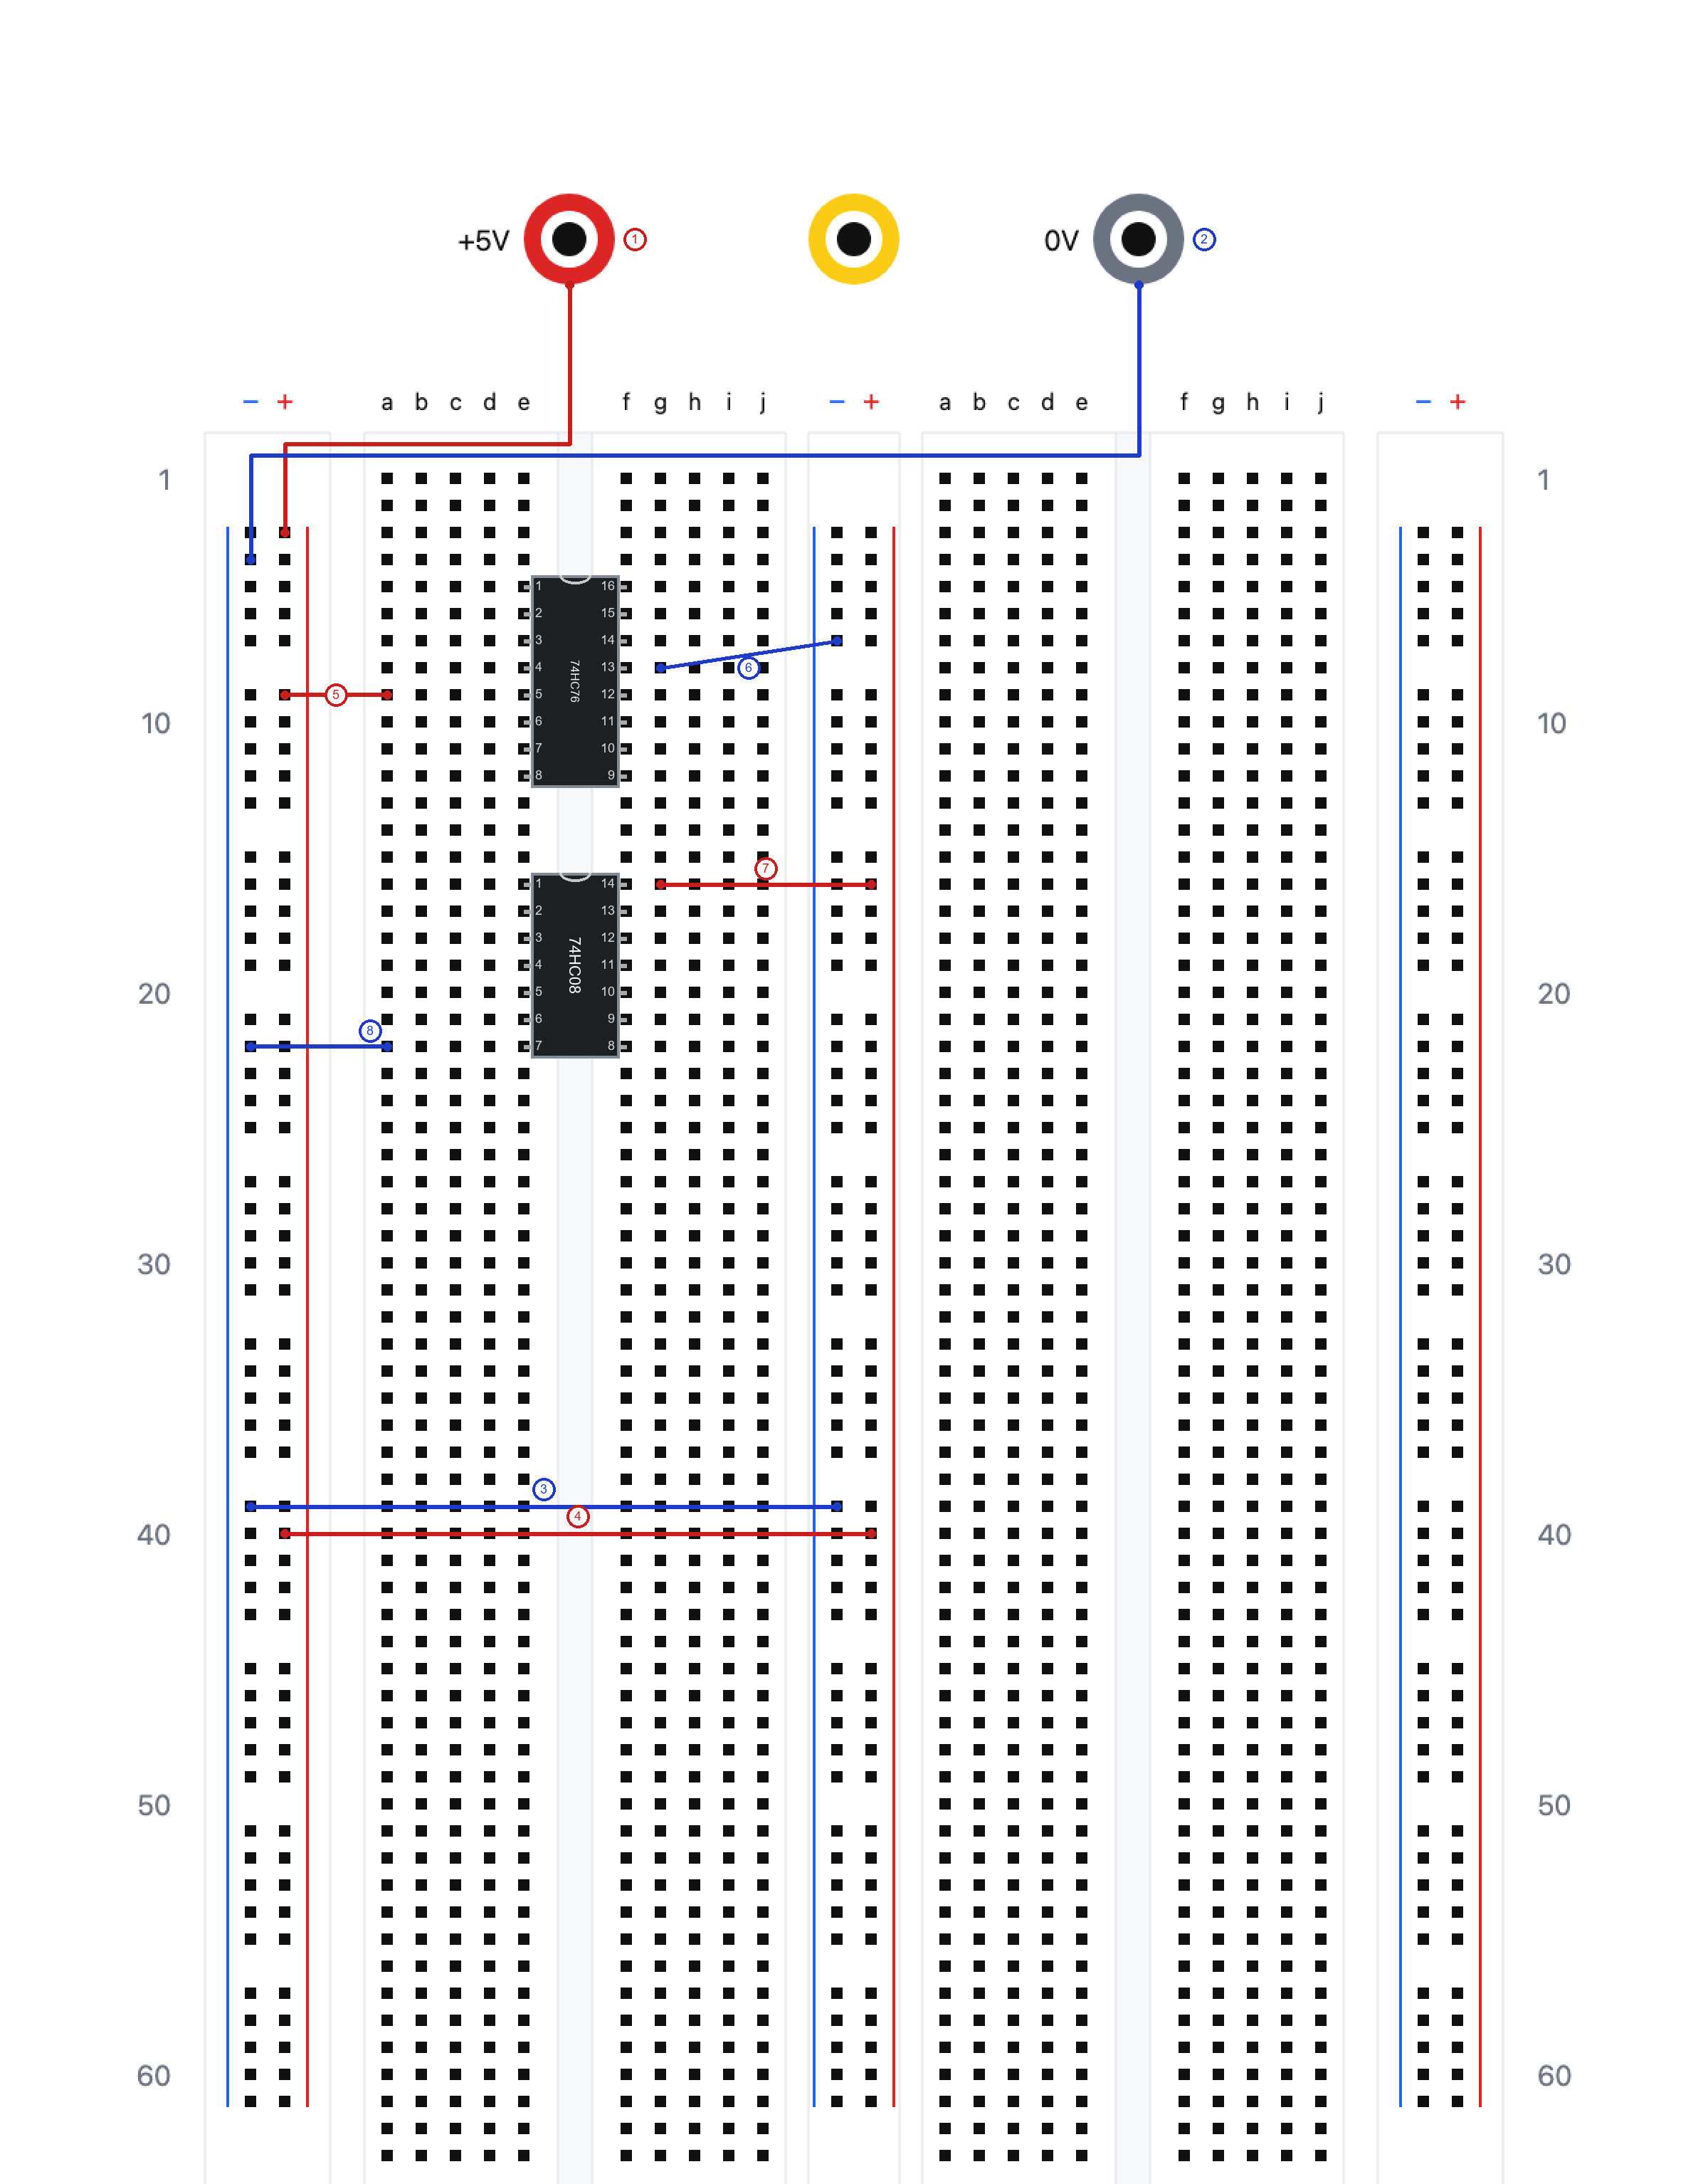 +5V 1 0V 2
− + a b c d e f g h i j − + a b c d e f g h i j − +
1 1
1 16
2 15
3 14
4 13
6
5 5 12
10 6 11 10
7 10
8 9
74HC76
7
1 14
2 13
3 12
4 11
20 5 10 20
6 9
8 7 8
74HC08
30 30
3
4
40 40
50 50
60 60